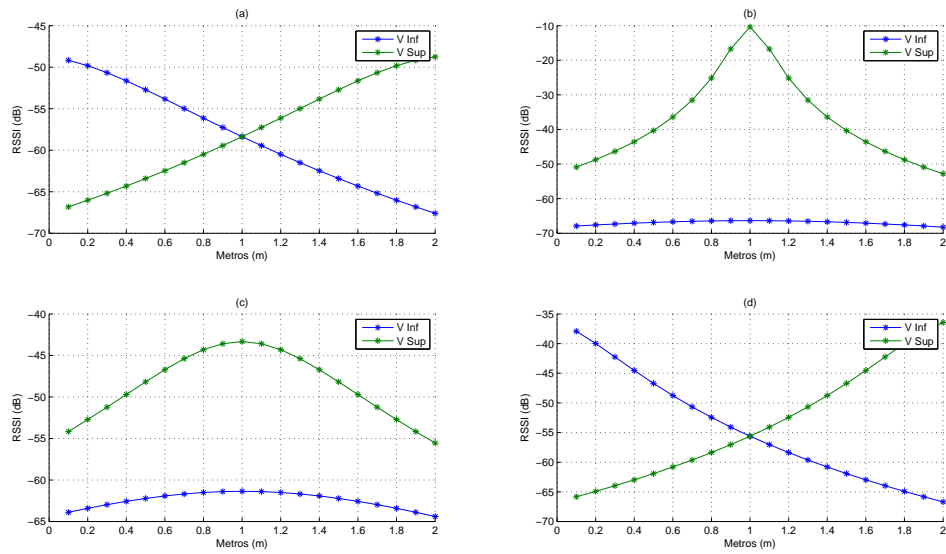 (a)
−45
−50
−55
−60
−65
−70
RSSI (dB)
0 0.2 0.4 0.6 0.8 1 1.2 1.4 1.6 1.8 2
Metros (m)
V Inf
V Sup
(b)
−10
−20
−30
−40
−50
−60
−70
RSSI (dB)
0 0.2 0.4 0.6 0.8 1 1.2 1.4 1.6 1.8 2
Metros (m)
V Inf
V Sup
(c)
−40
−45
−50
−55
−60
−65
RSSI (dB)
0 0.2 0.4 0.6 0.8 1 1.2 1.4 1.6 1.8 2
Metros (m)
V Inf
V Sup
(d)
−35
−40
−45
−50
−55
−60
−65
−70
RSSI (dB)
0 0.2 0.4 0.6 0.8 1 1.2 1.4 1.6 1.8 2
Metros (m)
V Inf
V Sup